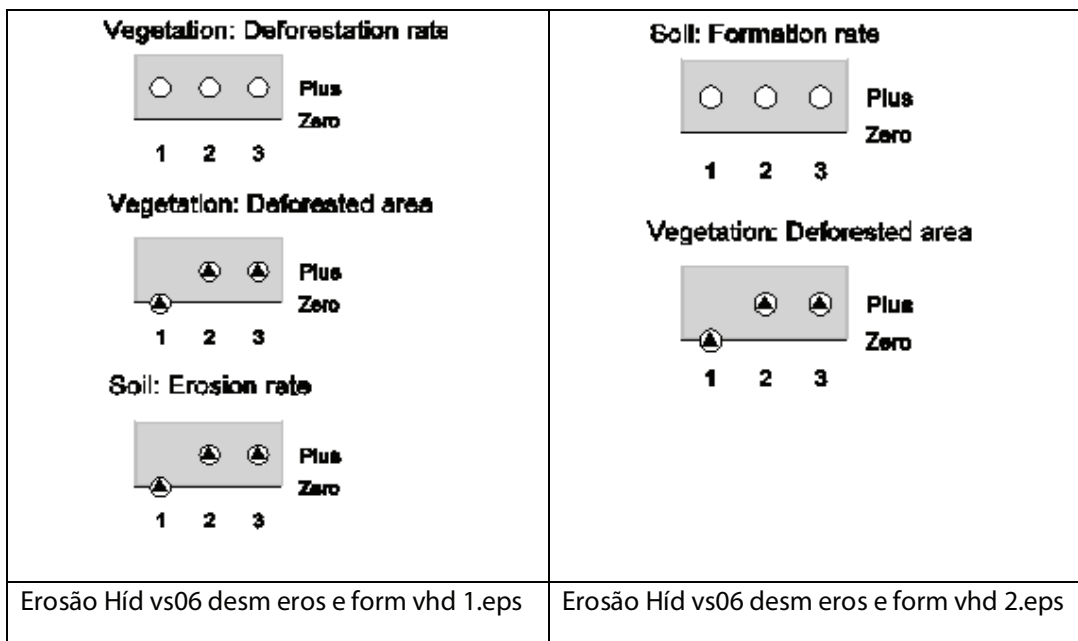 Vegetation: Deforestation rate
Plus
Zero
1 2 3
Vegetation: Deforested area
Plus
Zero
1 2 3
Soil: Erosion rate
Plus
Zero
1 2 3
Erosão Híd vs06 desm eros e form vhd 1.eps
Soil: Formation rate
Plus
Zero
1 2 3
Vegetation: Deforested area
Plus
Zero
1 2 3
Erosão Híd vs06 desm eros e form vhd 2.eps